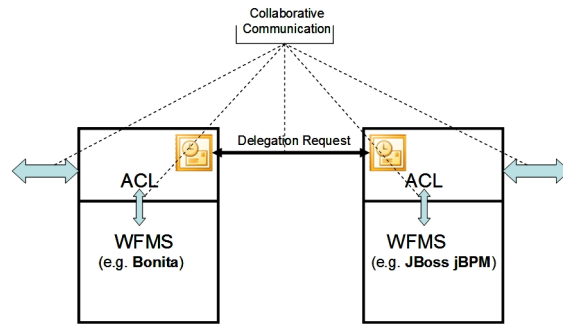 Collaborative
Communication
Delegation Request
ACL
ACL
WFMS
(e.g. Bonita)
WFMS
(e.g. JBoss jBPM)